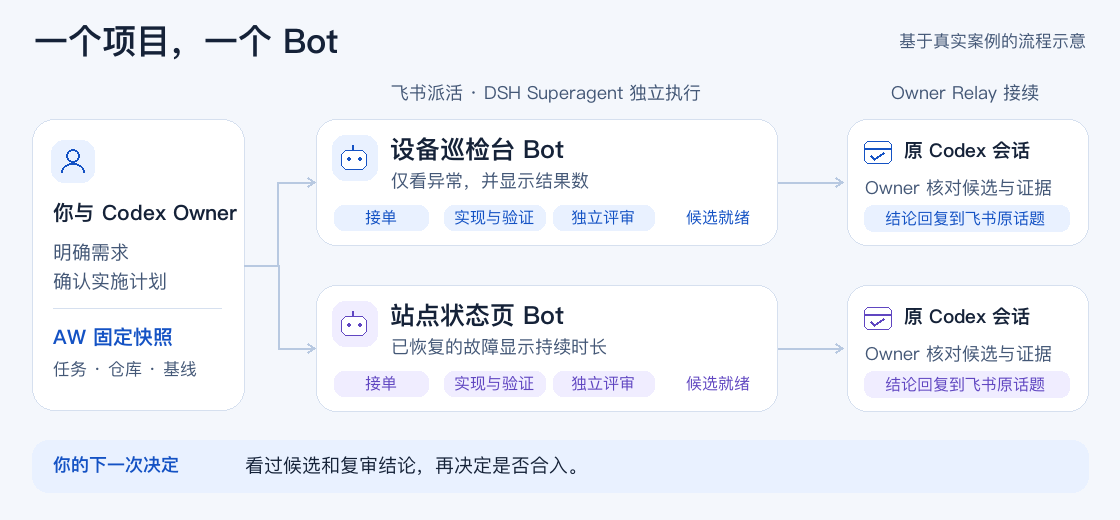 一个项目，一个 Bot
基于真实案例的流程示意
飞书派活 · DSH Superagent 独立执行
Owner Relay 接续
你与 Codex Owner
明确需求
确认实施计划
AW 固定快照
任务 · 仓库 · 基线
设备巡检台 Bot
仅看异常，并显示结果数
接单 实现与验证 独立评审 候选就绪
原 Codex 会话
Owner 核对候选与证据
结论回复到飞书原话题
站点状态页 Bot
已恢复的故障显示持续时长
接单 实现与验证 独立评审 候选就绪
原 Codex 会话
Owner 核对候选与证据
结论回复到飞书原话题
你的下一次决定 看过候选和复审结论，再决定是否合入。